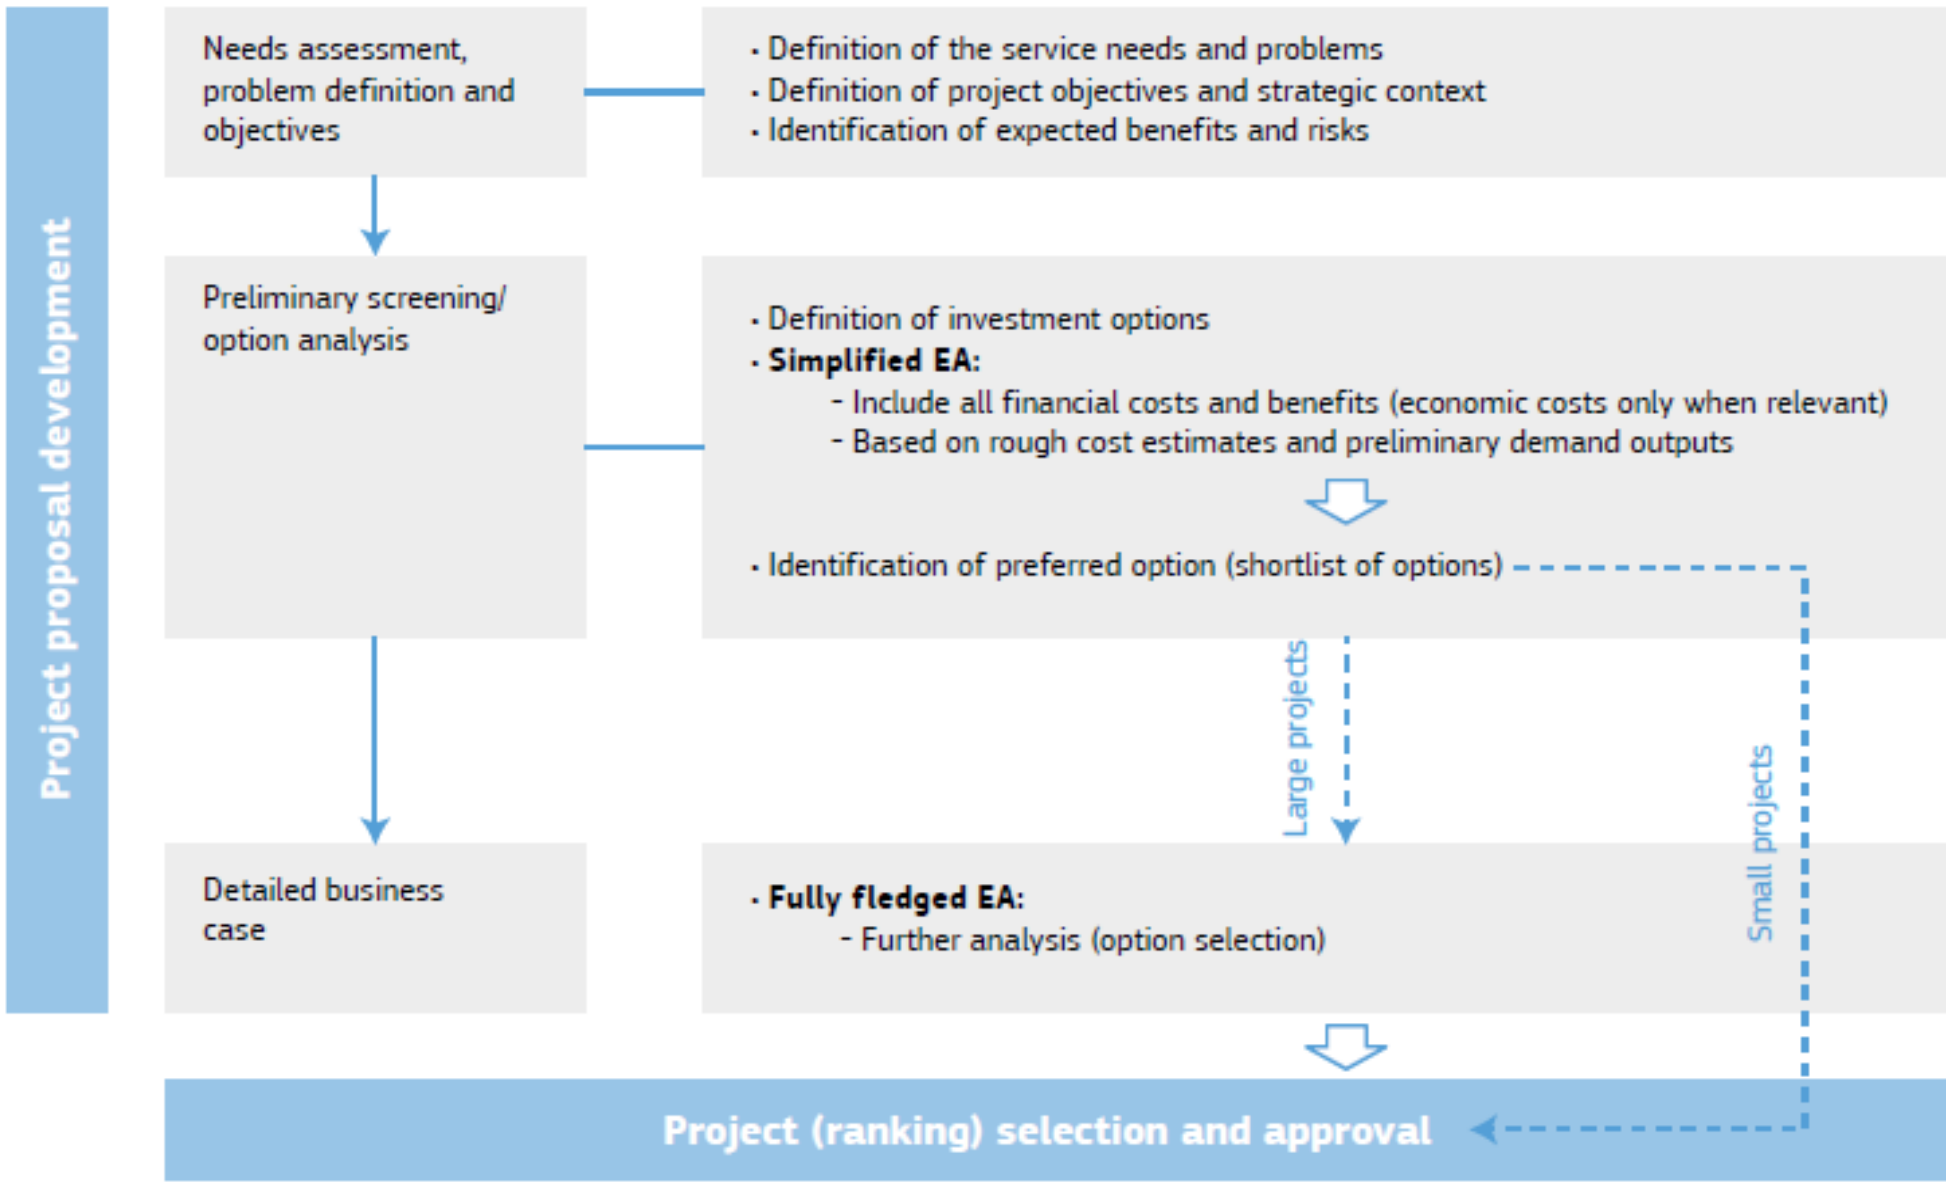 Project proposal development
Needs assessment,
problem definition and
objectives
· Definition of the service needs and problems
· Definition of project objectives and strategic context
· Identification of expected benefits and risks
Preliminary screening/
option analysis
· Definition of investment options
· Simplified EA:
- Include all financial costs and benefits (economic costs only when relevant)
- Based on rough cost estimates and preliminary demand outputs
· Identification of preferred option (shortlist of options)
Large projects
Small projects
Detailed business
case
· Fully fledged EA:
- Further analysis (option selection)
Project (ranking) selection and approval